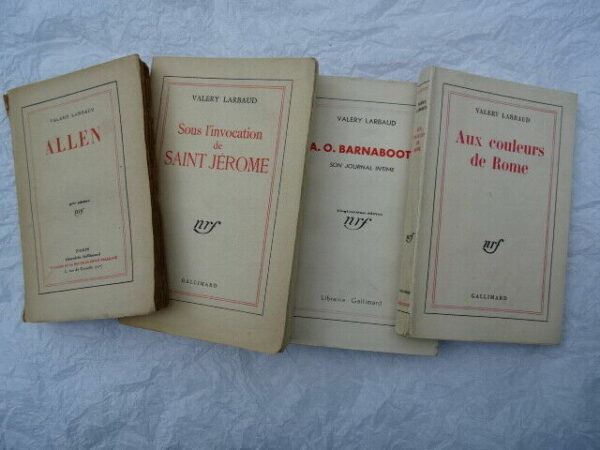 VALERY LARBAUD
ALLEN
nrf
PARIS
Librairie Gallimard
VALERY LARBAUD
Sous l'invocation
de
SAINT JÉROME
nrf
GALLIMARD
VALERY LARBAUD
A. O. BARNABOOTH
SON JOURNAL INTIME
nrf
Librairie Gallimard
VALERY LARBAUD
Aux couleurs
de Rome
nrf
GALLIMARD